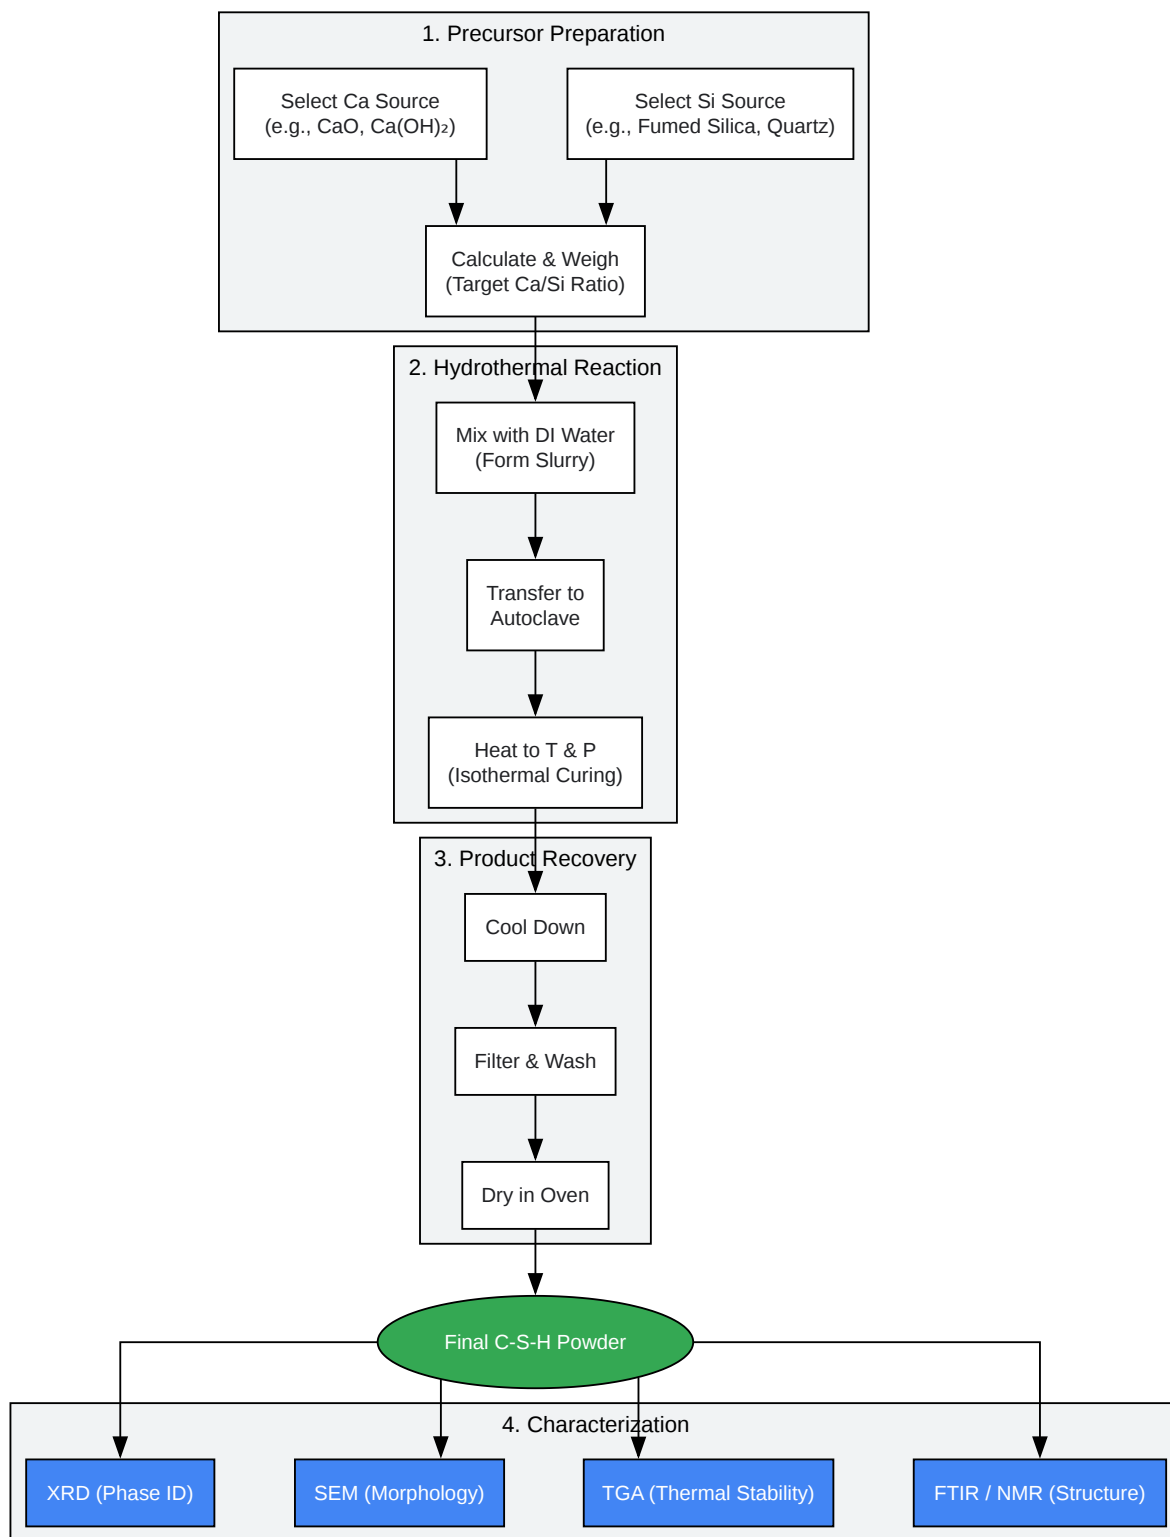 1. Precursor Preparation
Select Ca Source
(e.g., CaO, Ca(OH)₂)
Select Si Source
(e.g., Fumed Silica, Quartz)
Calculate & Weigh
(Target Ca/Si Ratio)
2. Hydrothermal Reaction
Mix with DI Water
(Form Slurry)
Transfer to
Autoclave
Heat to T & P
(Isothermal Curing)
3. Product Recovery
Cool Down
Filter & Wash
Dry in Oven
Final C-S-H Powder
4. Characterization
XRD (Phase ID)
SEM (Morphology)
TGA (Thermal Stability)
FTIR / NMR (Structure)